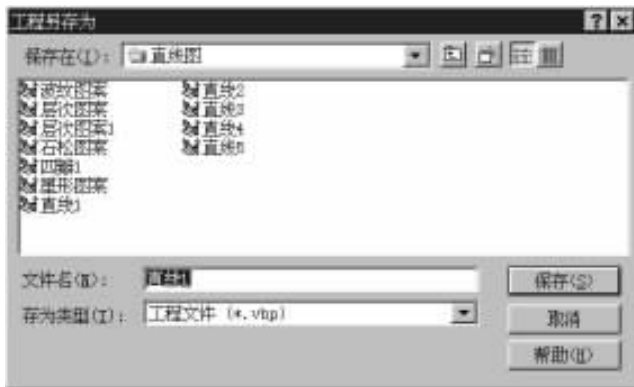 工程另存为
保存在(I): 直线图
波纹图案
层次图案
层次图案1
石松图案
四瓣1
星形图案
直线1
直线2
直线3
直线4
直线5
文件名(N): 直线1
保存(S)
存为类型(T): 工程文件 (*.vbp)
取消
帮助(H)